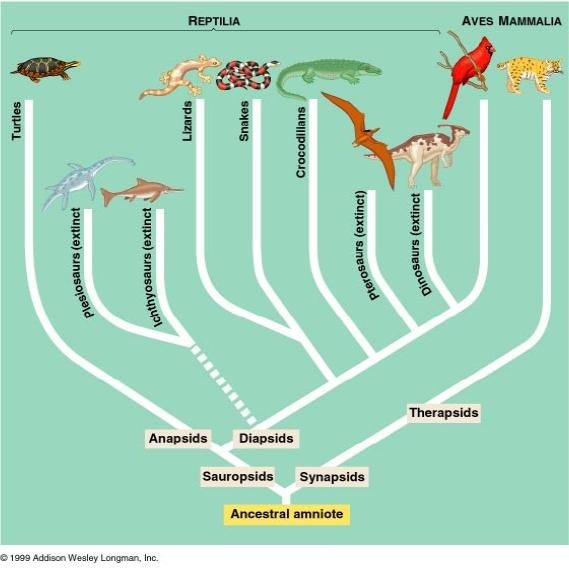 REPTILIA
AVES MAMMALIA
Turtles
Lizards
Snakes
Crocodilians
Plesiosaurs (extinct
Ichthyosaurs (extinct
Pterosaurs (extinct)
Dinosaurs (extinct
Therapsids
Anapsids
Diapsids
Sauropsids
Synapsids
Ancestral amniote
© 1999 Addison Wesley Longman, Inc.